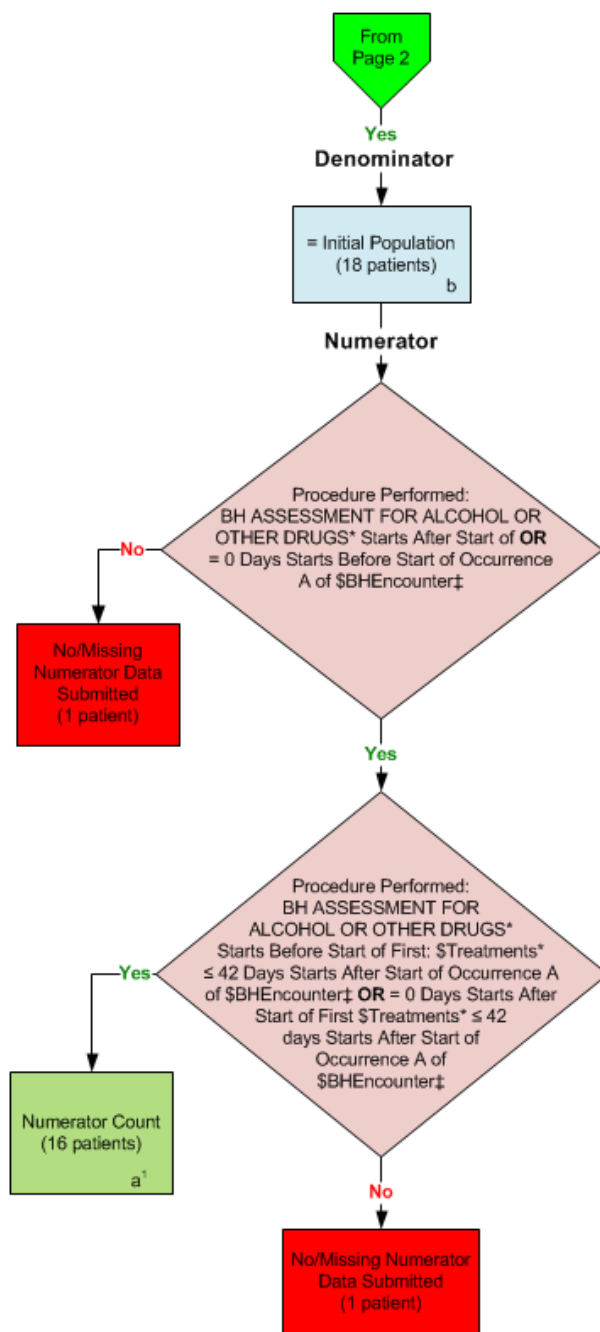 From
Page 2
Yes
Denominator
= Initial Population
(18 patients)
b
Numerator
Procedure Performed:
BH ASSESSMENT FOR ALCOHOL OR
OTHER DRUGS* Starts After Start of OR
= 0 Days Starts Before Start of Occurrence
A of $BHEncounter‡
No
No/Missing
Numerator Data
Submitted
(1 patient)
Yes
Procedure Performed:
BH ASSESSMENT FOR
ALCOHOL OR OTHER DRUGS*
Starts Before Start of First: $Treatments*
≤ 42 Days Starts After Start of Occurrence A
of $BHEncounter‡ OR = 0 Days Starts After
Start of First $Treatments* ≤ 42
days Starts After Start of
Occurrence A of
$BHEncounter‡
Yes
Numerator Count
(16 patients)
a¹
No
No/Missing Numerator
Data Submitted
(1 patient)